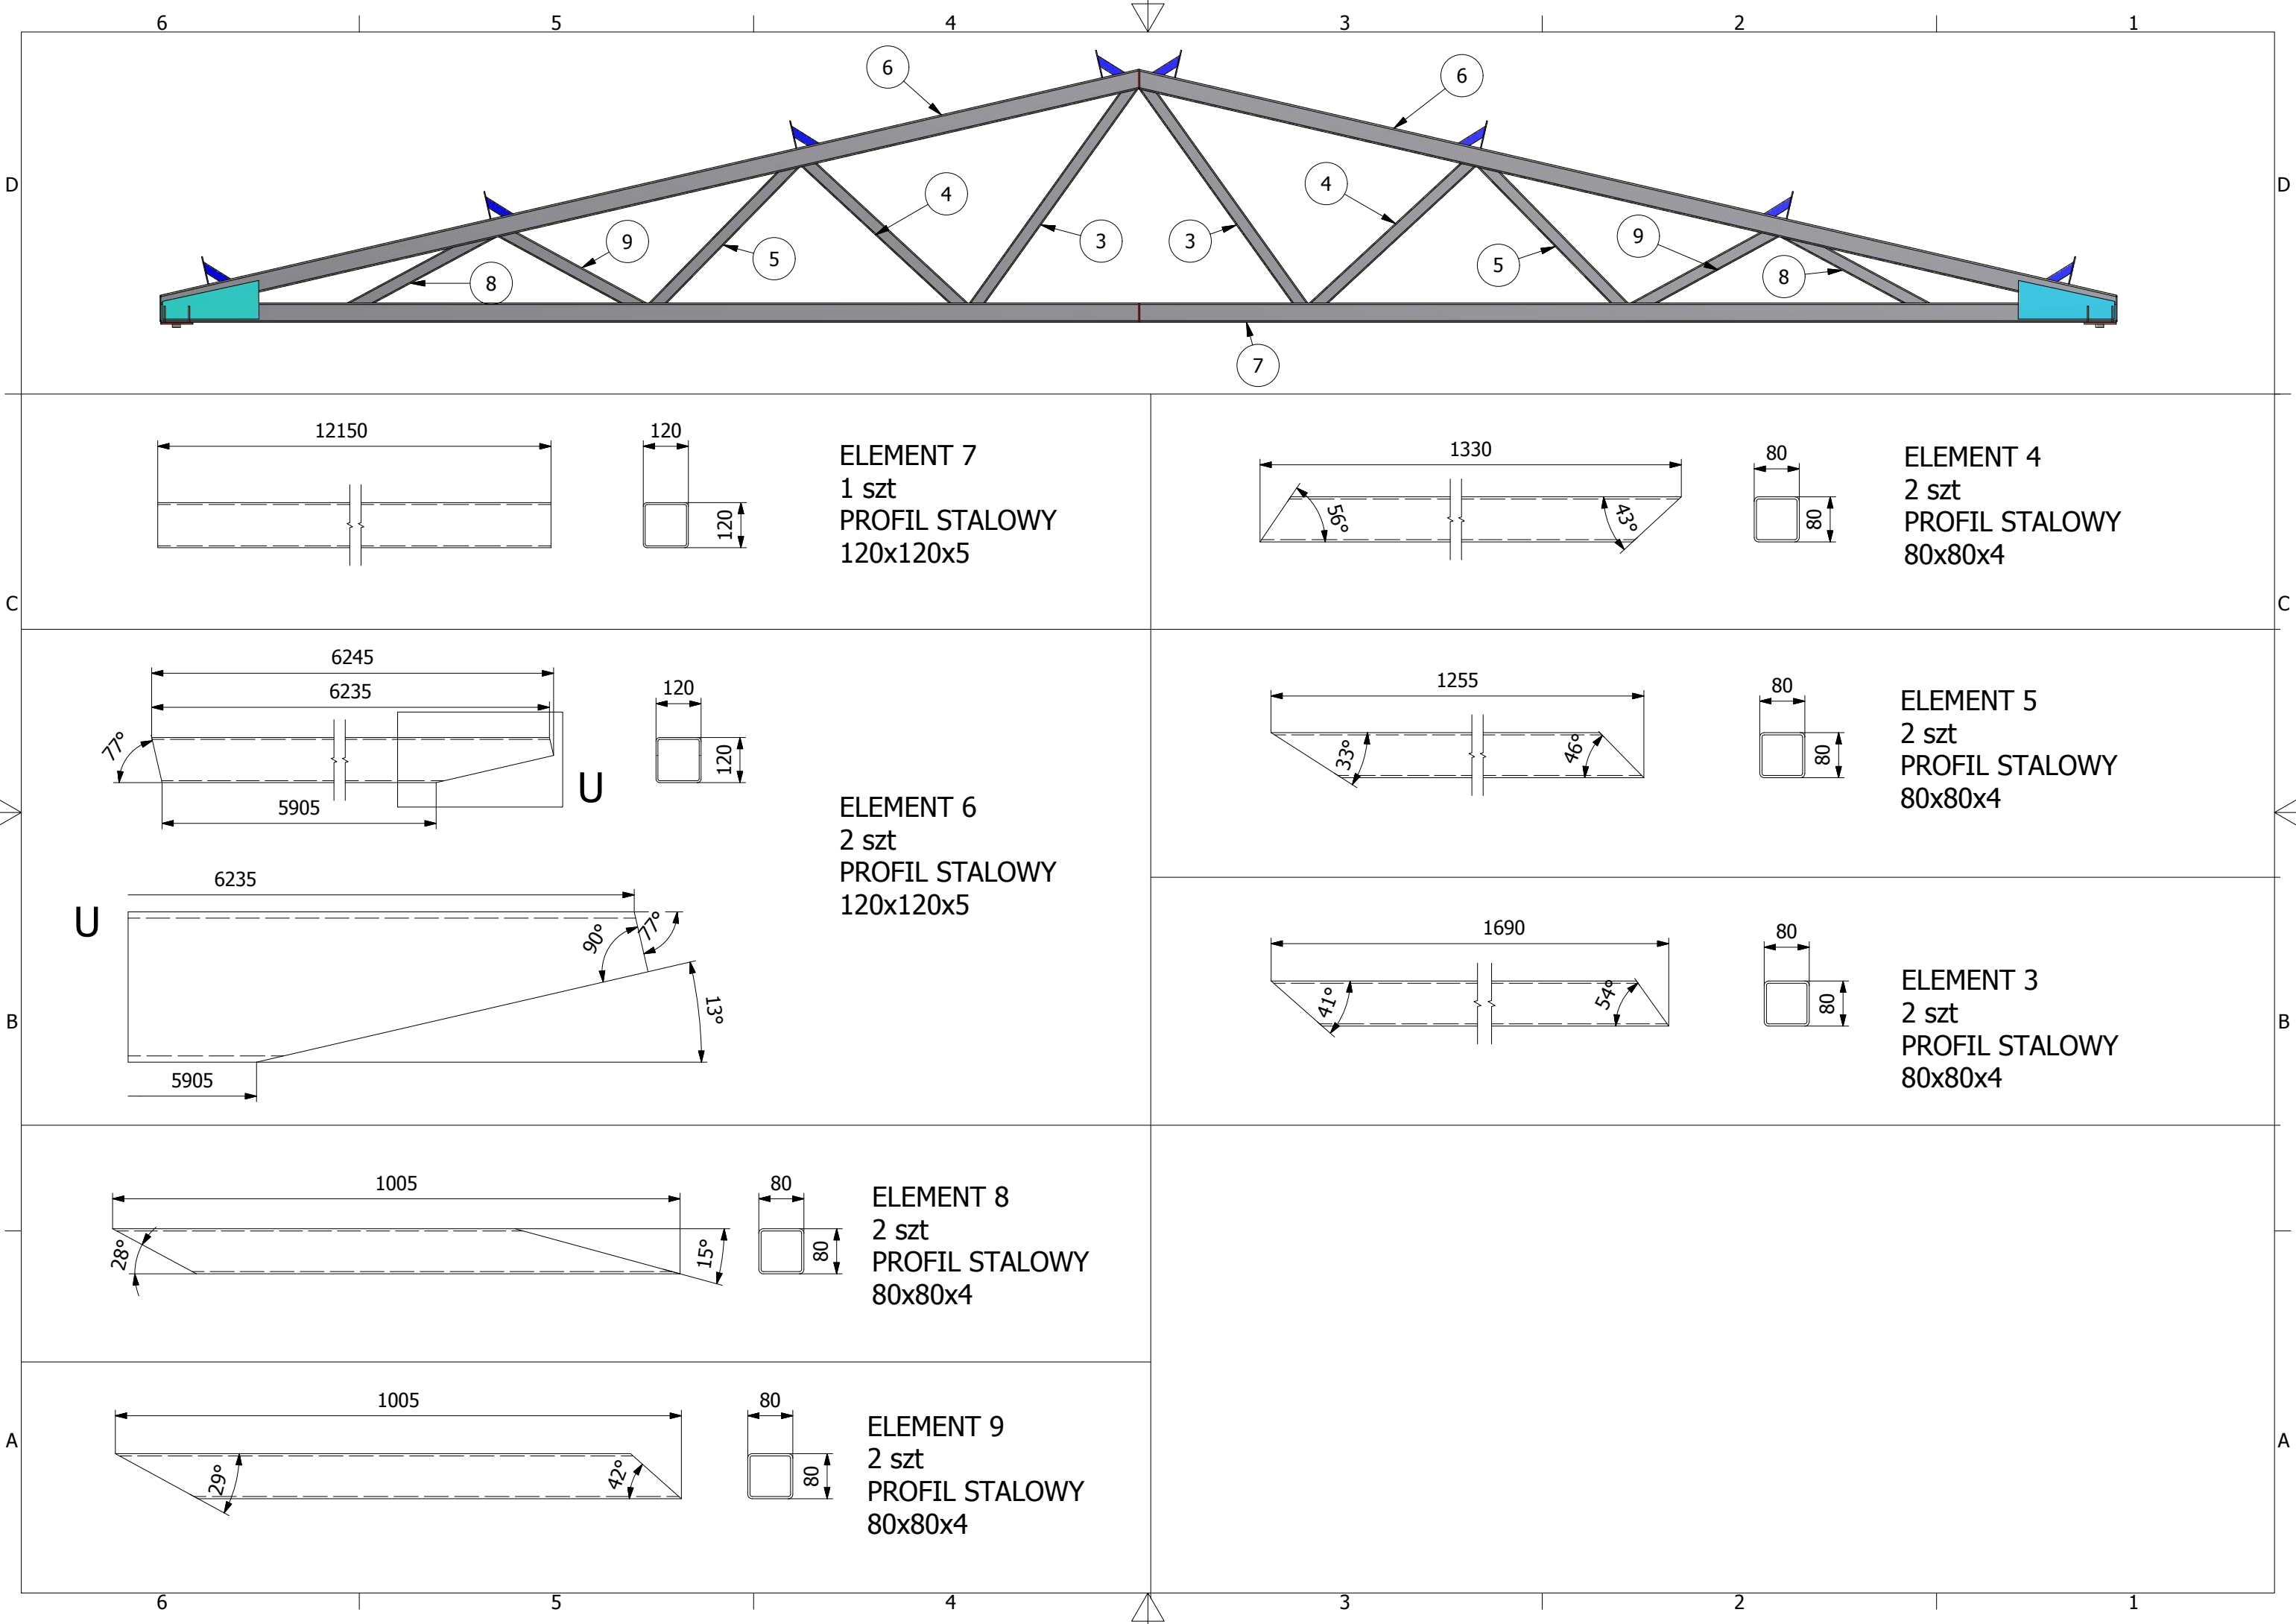 6 5 4 3 2 1
D D
6 6
4 4
9 3 3 9
5 5
8 8
7
12150 120
120
ELEMENT 7
1 szt
PROFIL STALOWY
120x120x5
1330 80
56° 43° 80
ELEMENT 4
2 szt
PROFIL STALOWY
80x80x4
C C
6245
6235 120
77° 120
5905 U
U
6235
90° 77°
13°
5905
ELEMENT 6
2 szt
PROFIL STALOWY
120x120x5
1255 80
33° 46° 80
ELEMENT 5
2 szt
PROFIL STALOWY
80x80x4
1690 80
41° 54° 80
ELEMENT 3
2 szt
PROFIL STALOWY
80x80x4
B B
1005 80
28° 15° 80
ELEMENT 8
2 szt
PROFIL STALOWY
80x80x4
1005 80
29° 42° 80
ELEMENT 9
2 szt
PROFIL STALOWY
80x80x4
A A
6 5 4 3 2 1